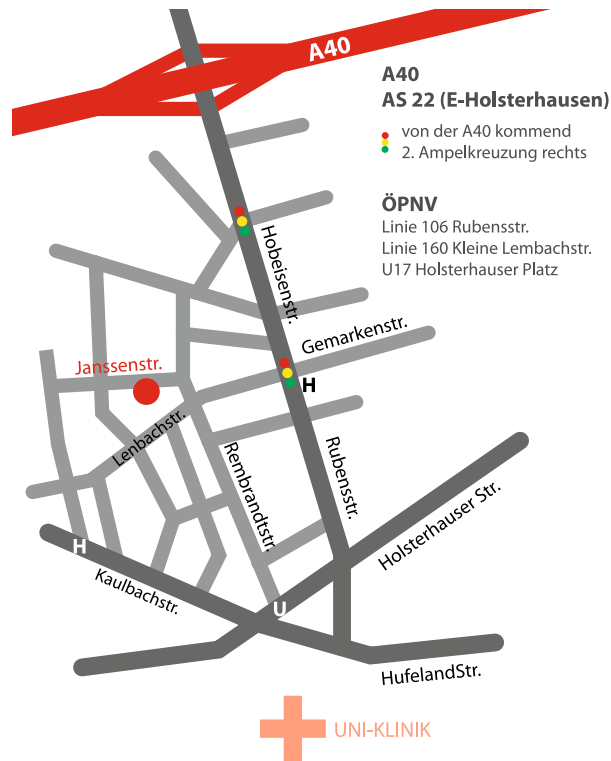 A40
A40
AS 22 (E-Holsterhausen)
von der A40 kommend
2. Ampelkreuzung rechts
ÖPNV
Linie 106 Rubensstr.
Linie 160 Kleine Lembachstr.
U17 Holsterhauser Platz
Hobeisenstr.
Gemarkenstr.
Janssenstr.
H
Lenbachstr.
Rembrandtstr.
Rubensstr.
Holsterhauser Str.
H
Kaulbachstr.
U
HufelandStr.
UNI-KLINIK